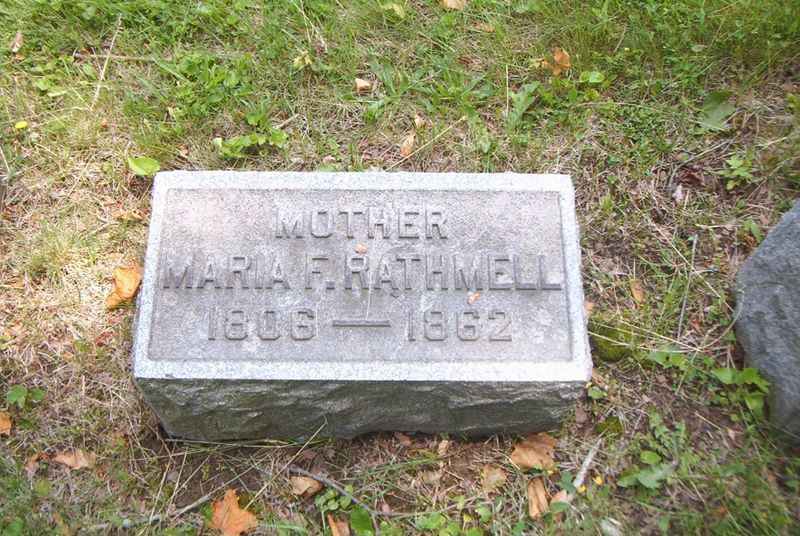 MOTHER
MARIA F. RATHMELL
1806 — 1862